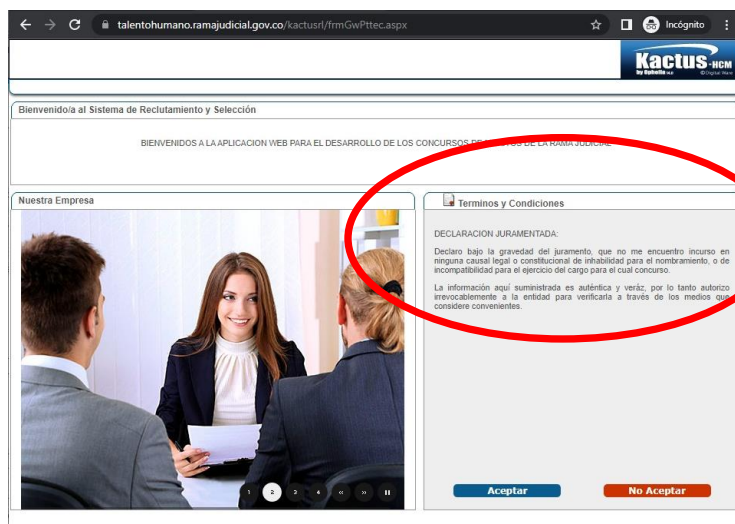 talentohumano.ramajudicial.gov.co/kactusrl/frmGwPttec.aspx
Incógnito
Kactus-HCM
by Ophelia
Bienvenido/a al Sistema de Reclutamiento y Selección
BIENVENIDOS A LA APLICACION WEB PARA EL DESARROLLO DE LOS CONCURSOS DE LA RAMA JUDICIAL
Nuestra Empresa
Terminos y Condiciones
DECLARACION JURAMENTADA:
Declaro bajo la gravedad del juramento, que no me encuentro incurso en
ninguna causal legal o constitucional de inhabilidad para el nombramiento, o de
incompatibilidad para el ejercicio del cargo para el cual concurso.
La información aquí suministrada es auténtica y veráz, por lo tanto autorizo
irrevocablemente a la entidad para verificarla a través de los medios que
considere convenientes.
1 2 3 4 « »
Aceptar
No Aceptar